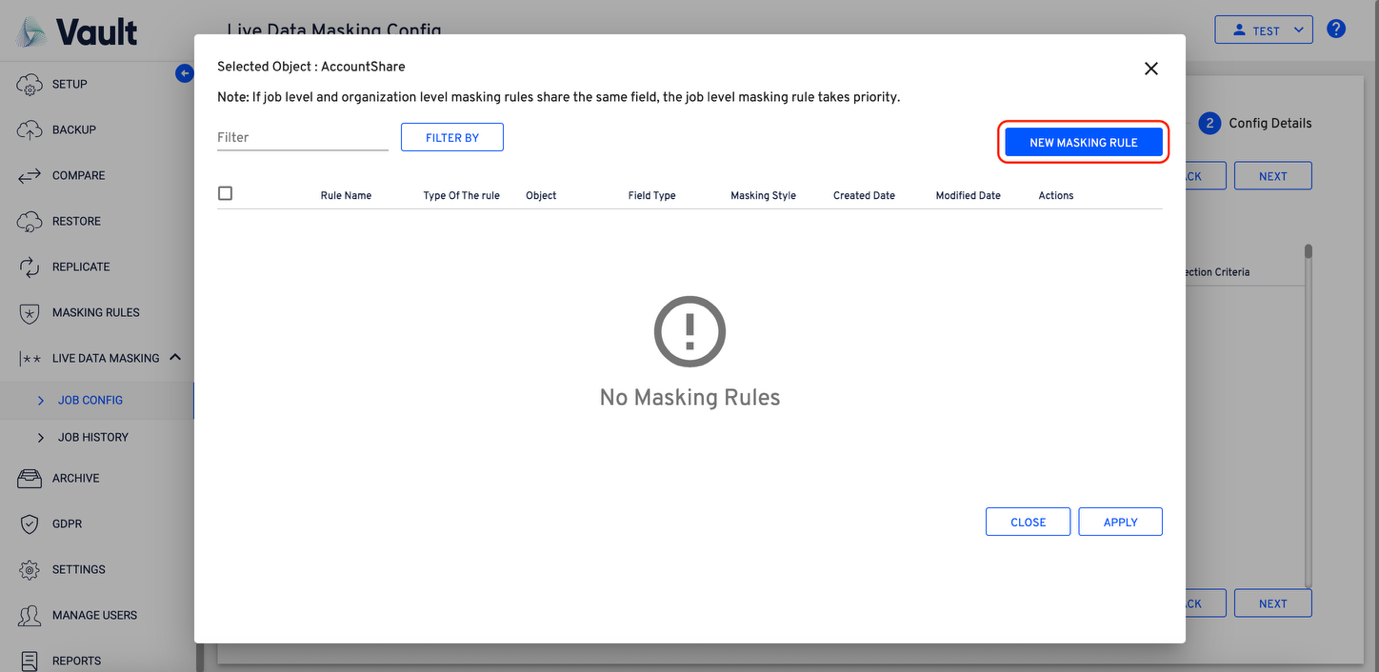 Vault
Live Data Masking Config
TEST
?
SETUP
BACKUP
COMPARE
RESTORE
REPLICATE
MASKING RULES
LIVE DATA MASKING
JOB CONFIG
JOB HISTORY
ARCHIVE
GDPR
SETTINGS
MANAGE USERS
REPORTS
Selected Object : AccountShare
Note: If job level and organization level masking rules share the same field, the job level masking rule takes priority.
Filter
FILTER BY
NEW MASKING RULE
Rule Name Type Of The rule Object Field Type Masking Style Created Date Modified Date Actions
No Masking Rules
CLOSE APPLY
2 Config Details
CK NEXT
ection Criteria
CK NEXT